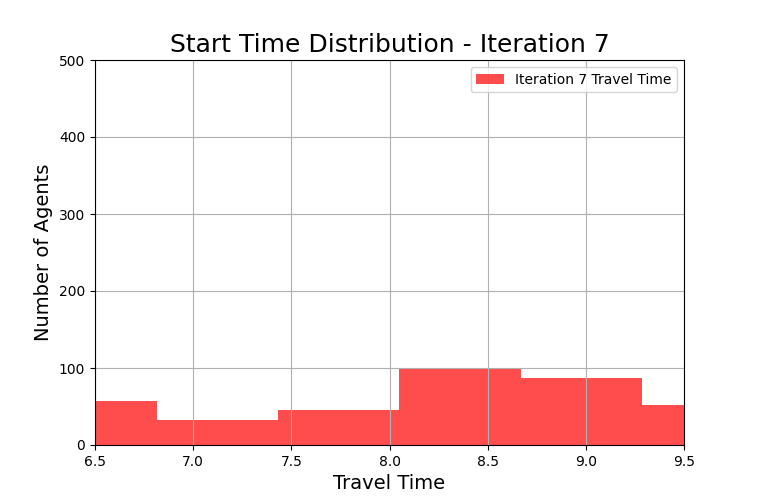 Start Time Distribution - Iteration 7
500
Iteration 7 Travel Time
400
300
200
100
0
Number of Agents
6.5 7.0 7.5 8.0 8.5 9.0 9.5
Travel Time